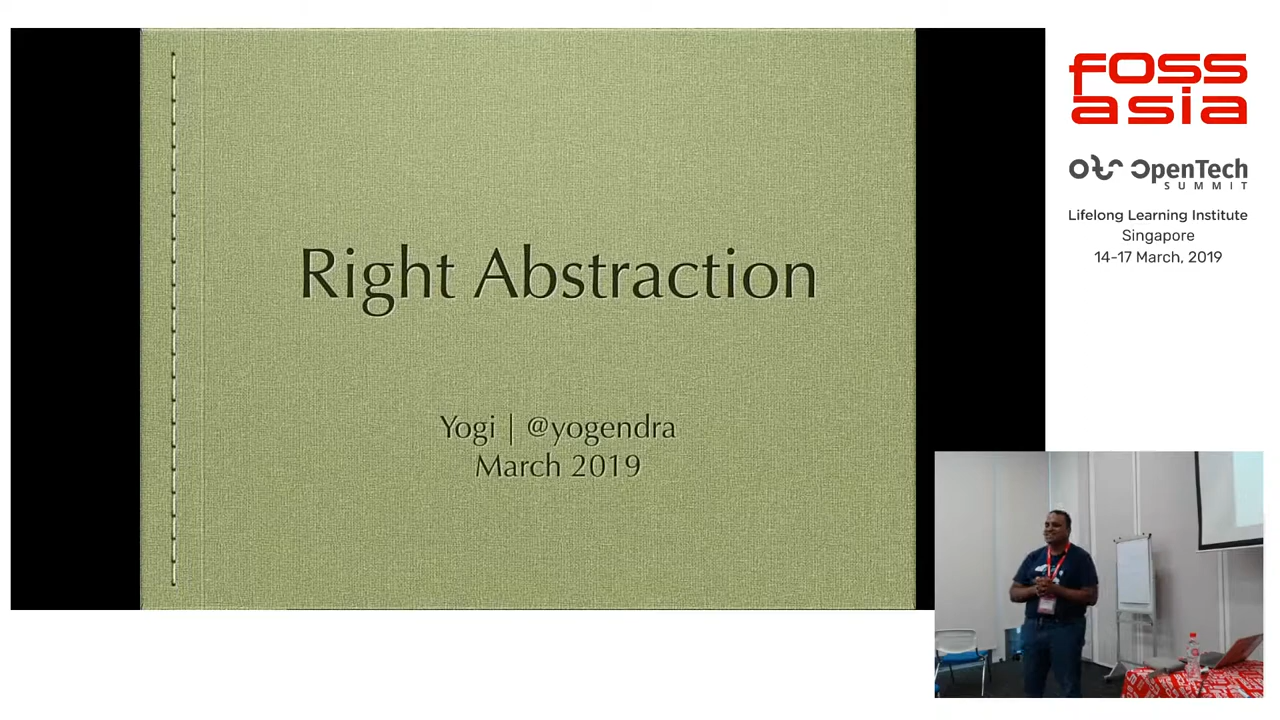 Right Abstraction
Yogi | @yogendra
March 2019
foss
asia
OpenTech
SUMMIT
Lifelong Learning Institute
Singapore
14-17 March, 2019